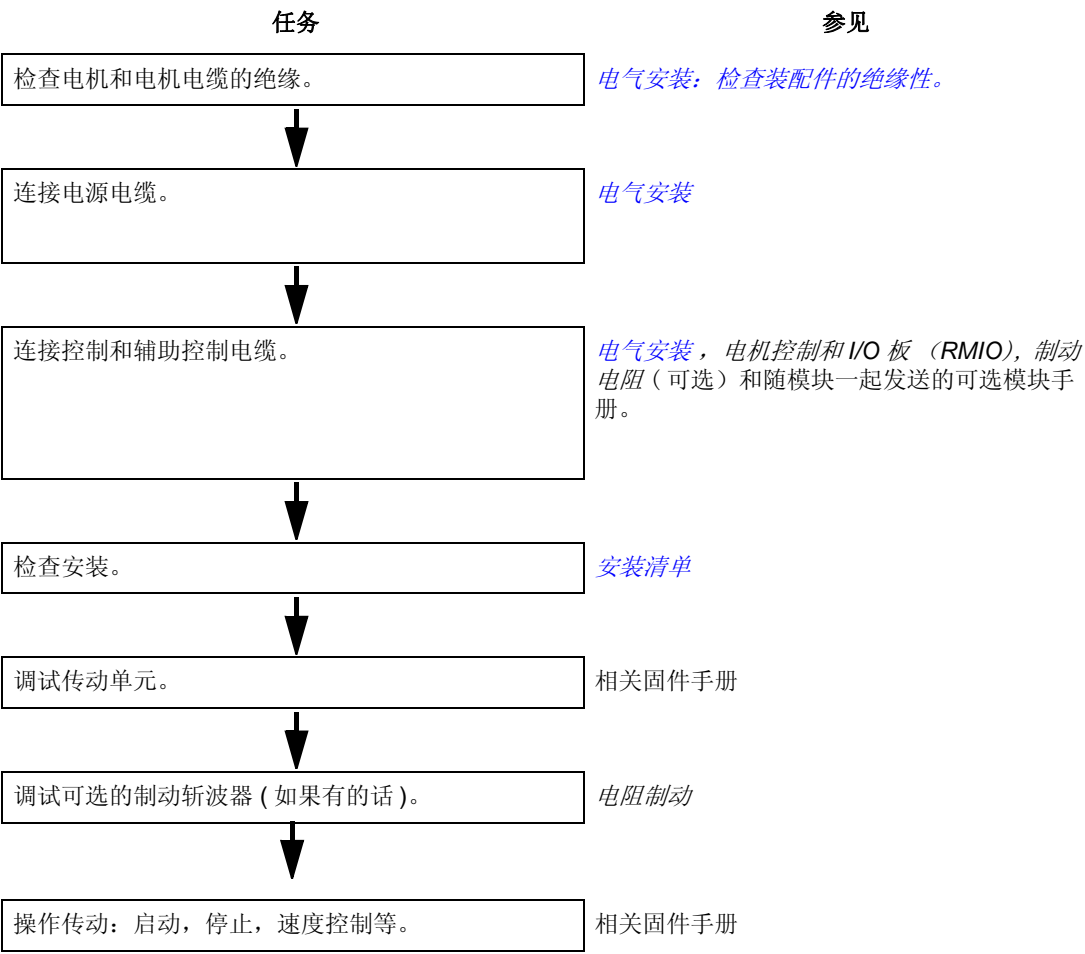 任务
参见
检查电机和电机电缆的绝缘。
电气安装：检查装配件的绝缘性。
连接电源电缆。
电气安装
连接控制和辅助控制电缆。
电气安装 ，电机控制和 I/O 板 （RMIO）, 制动
电阻 ( 可选）和随模块一起发送的可选模块手
册。
检查安装。
安装清单
调试传动单元。
相关固件手册
调试可选的制动斩波器 ( 如果有的话 )。
电阻制动
操作传动：启动，停止，速度控制等。
相关固件手册